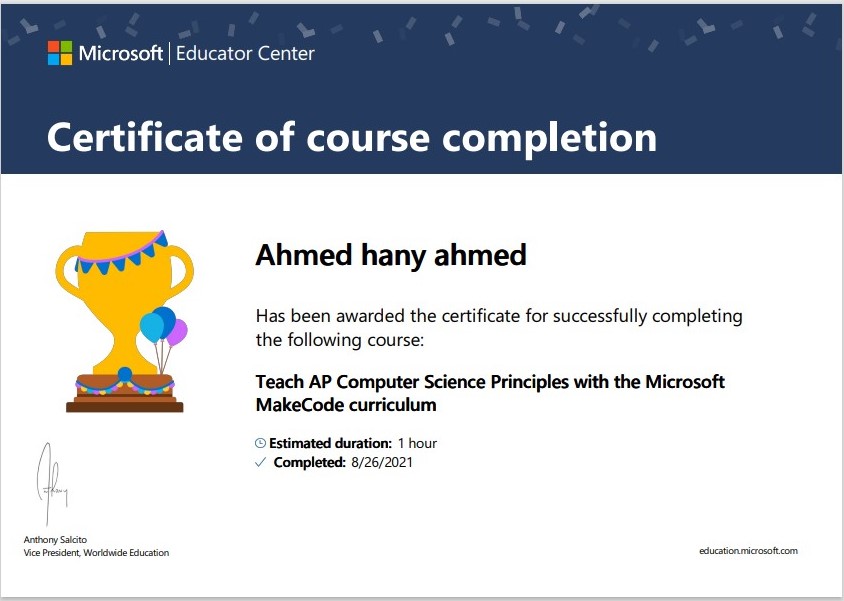 Microsoft | Educator Center
Certificate of course completion
Ahmed hany ahmed
Has been awarded the certificate for successfully completing
the following course:
Teach AP Computer Science Principles with the Microsoft
MakeCode curriculum
Estimated duration: 1 hour
Completed: 8/26/2021
Anthony Salcito
Vice President, Worldwide Education
education.microsoft.com